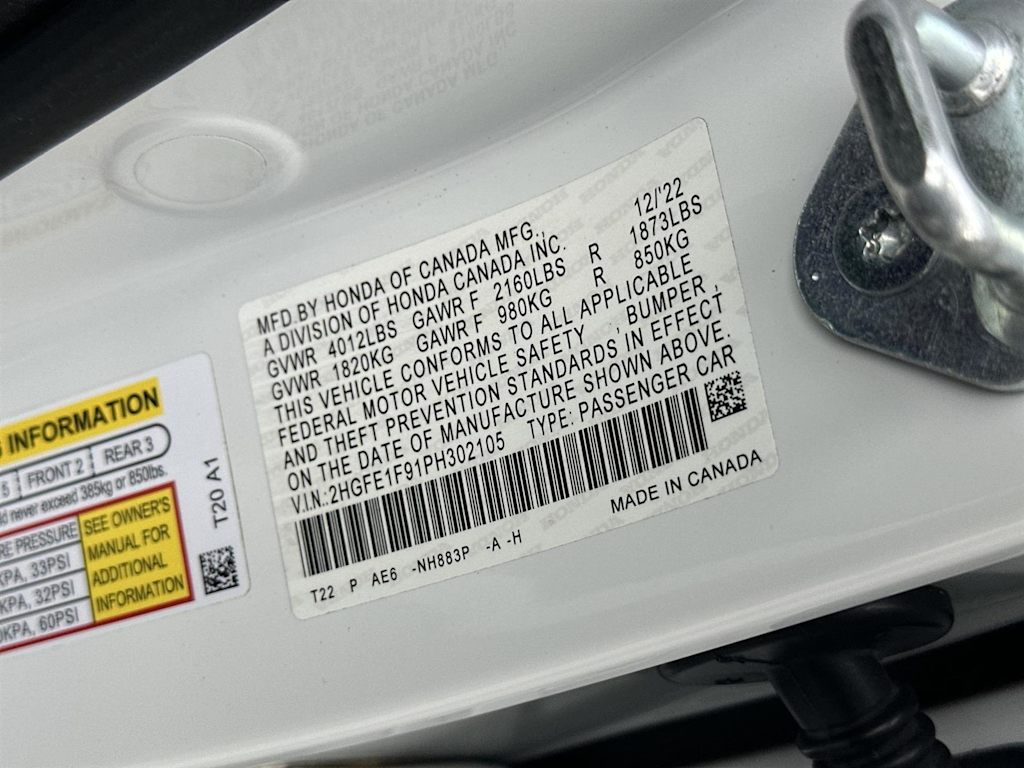 MFD.BY HONDA OF CANADA MFG., 12/'22
A DIVISION OF HONDA CANADA INC.
GVWR 4012LBS GAWR F 2160LBS R 1873LBS
GVWR 1820KG GAWR F 980KG R 850KG
THIS VEHICLE CONFORMS TO ALL APPLICABLE
FEDERAL MOTOR VEHICLE SAFETY , BUMPER ,
AND THEFT PREVENTION STANDARDS IN EFFECT
ON THE DATE OF MANUFACTURE SHOWN ABOVE.
V.I.N.:2HGFE1F91PH302105 TYPE: PASSENGER CAR
MADE IN CANADA
T22 P AE6 -NH883P -A -H
INFORMATION
5 FRONT 2 REAR 3
never exceed 385kg or 850lbs.
PRESSURE
KPA, 33PSI
KPA, 32PSI
KPA, 60PSI
SEE OWNER'S
MANUAL FOR
ADDITIONAL
INFORMATION
T20 A1